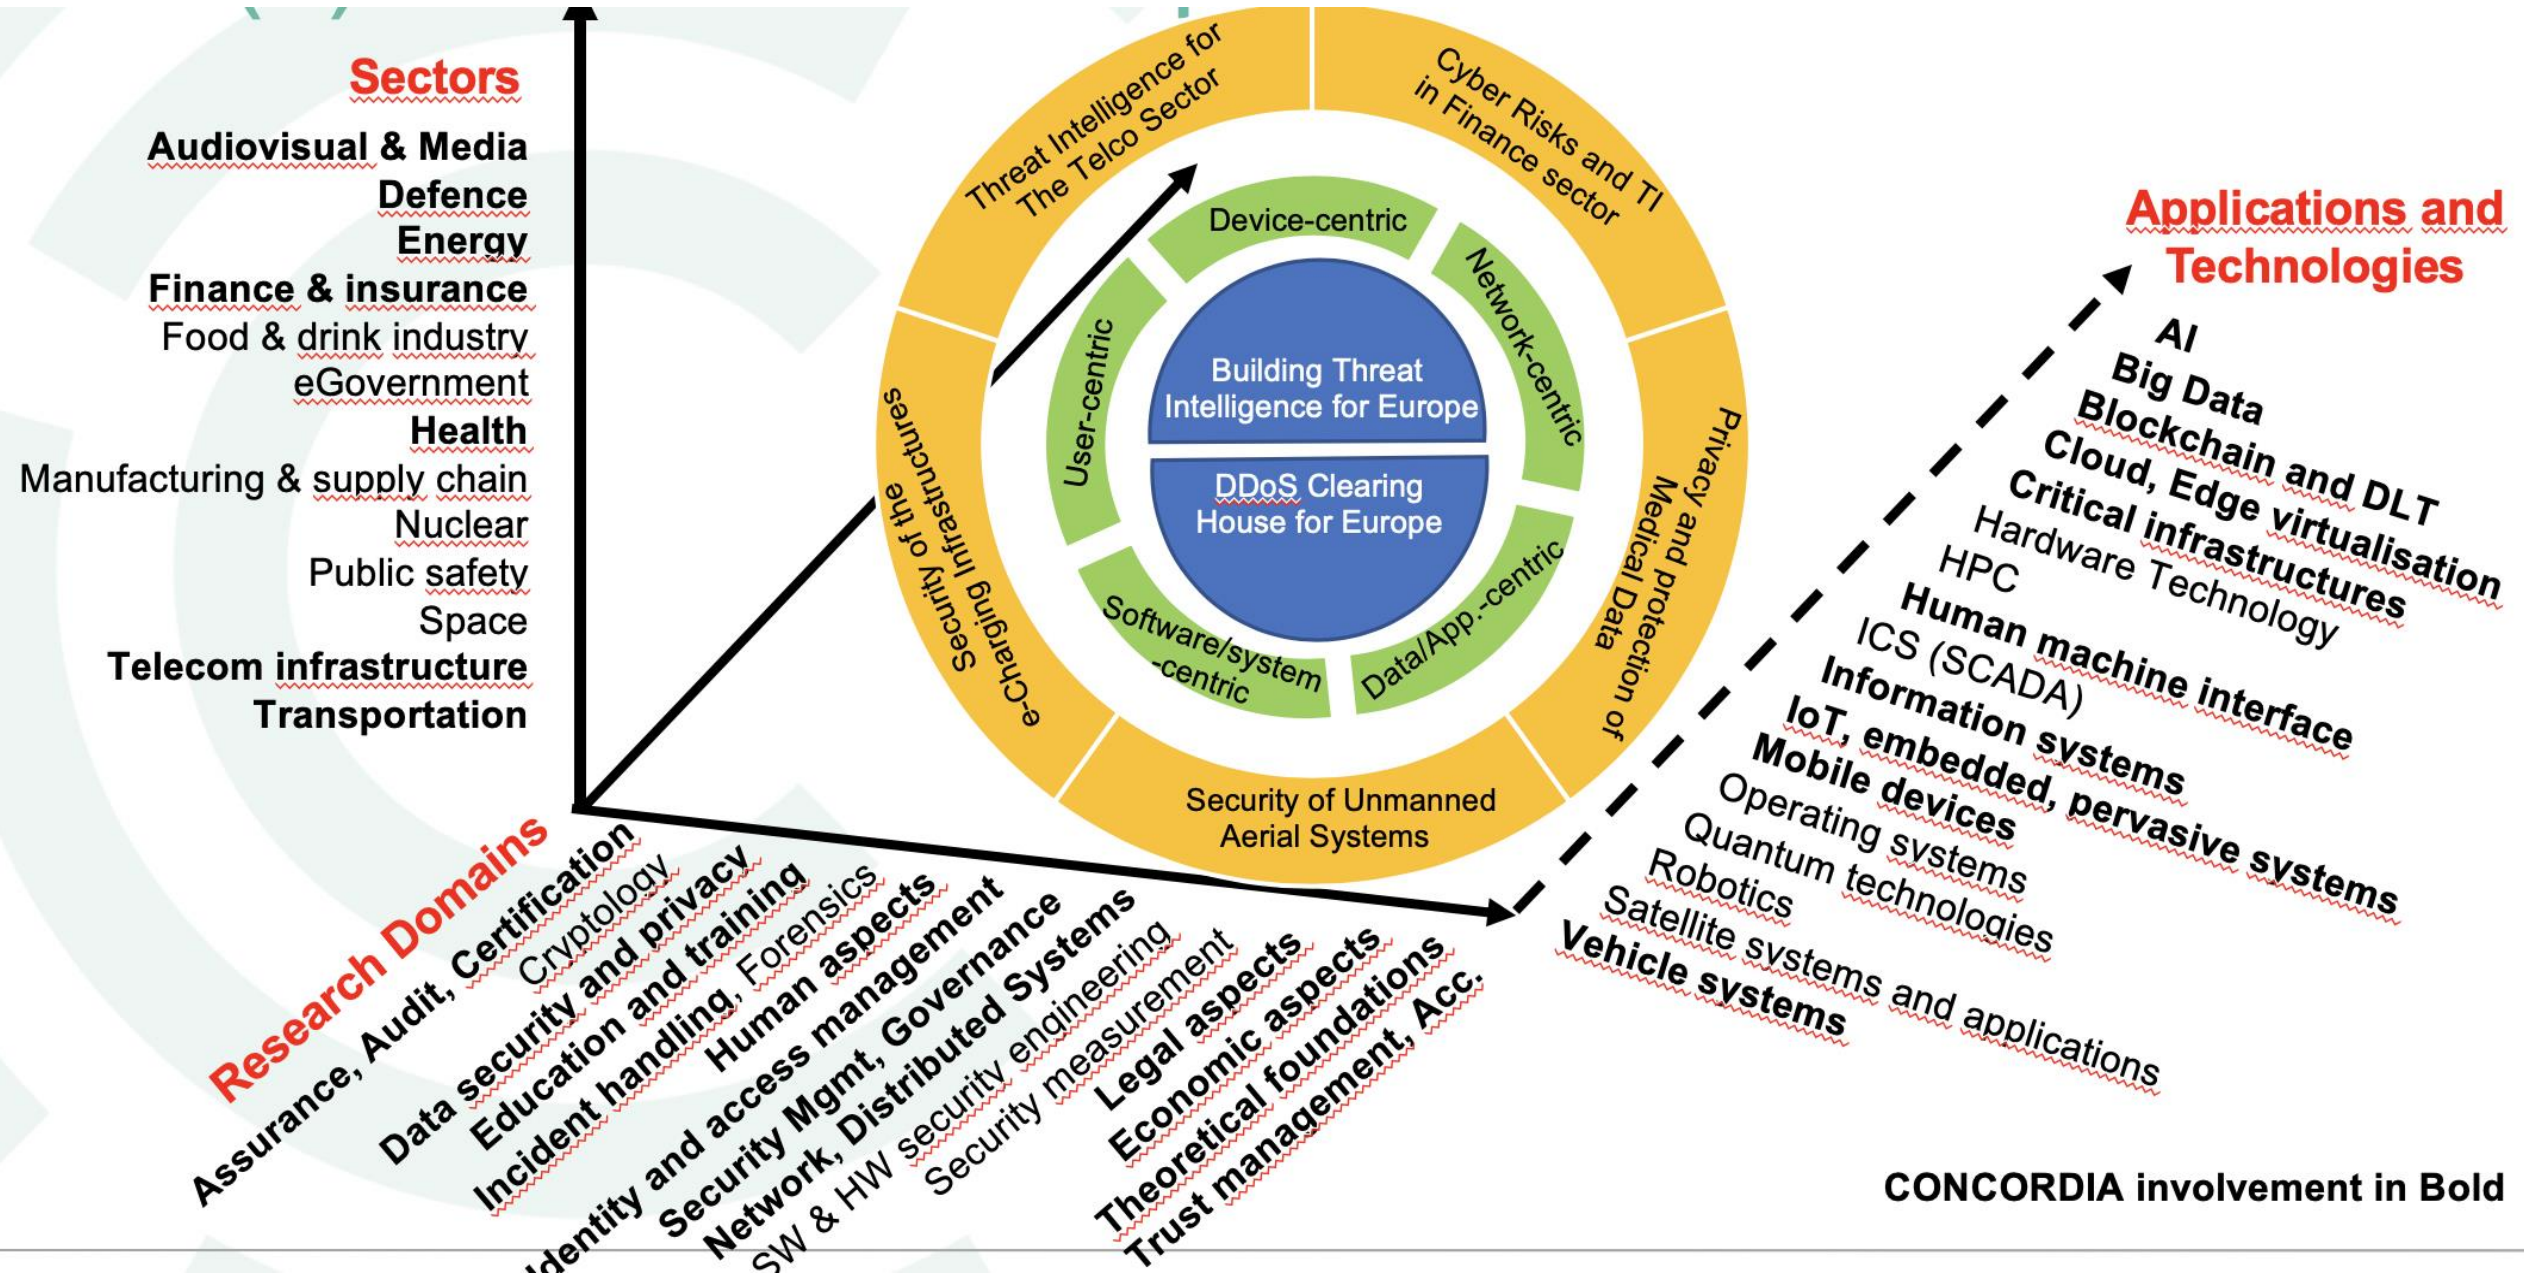 Sectors
Audiovisual & Media
Defence
Energy
Finance & insurance
Food & drink industry
eGovernment
Health
Manufacturing & supply chain
Nuclear
Public safety
Space
Telecom infrastructure
Transportation
Threat Intelligence for
The Telco Sector
Cyber Risks and TI
in Finance sector
Privacy and protection of
Medical Data
Security of Unmanned
Aerial Systems
Security of the
e-Charging Infrastructures
Device-centric
Network-centric
Data/App.-centric
Software/system
-centric
User-centric
Building Threat
Intelligence for Europe
DDoS Clearing
House for Europe
Applications and
Technologies
AI
Big Data
Blockchain and DLT
Cloud, Edge virtualisation
Critical infrastructures
Hardware Technology
HPC
Human machine interface
ICS (SCADA)
Information systems
IoT, embedded, pervasive systems
Mobile devices
Operating systems
Quantum technologies
Robotics
Satellite systems and applications
Vehicle systems
Research Domains
Assurance, Audit, Certification
Cryptology
Data security and privacy
Education and training
Incident handling, Forensics
Human aspects
Identity and access management
Security Mgmt, Governance
Network, Distributed Systems
SW & HW security engineering
Security measurement
Legal aspects
Economic aspects
Theoretical foundations
Trust management, Acc.
CONCORDIA involvement in Bold